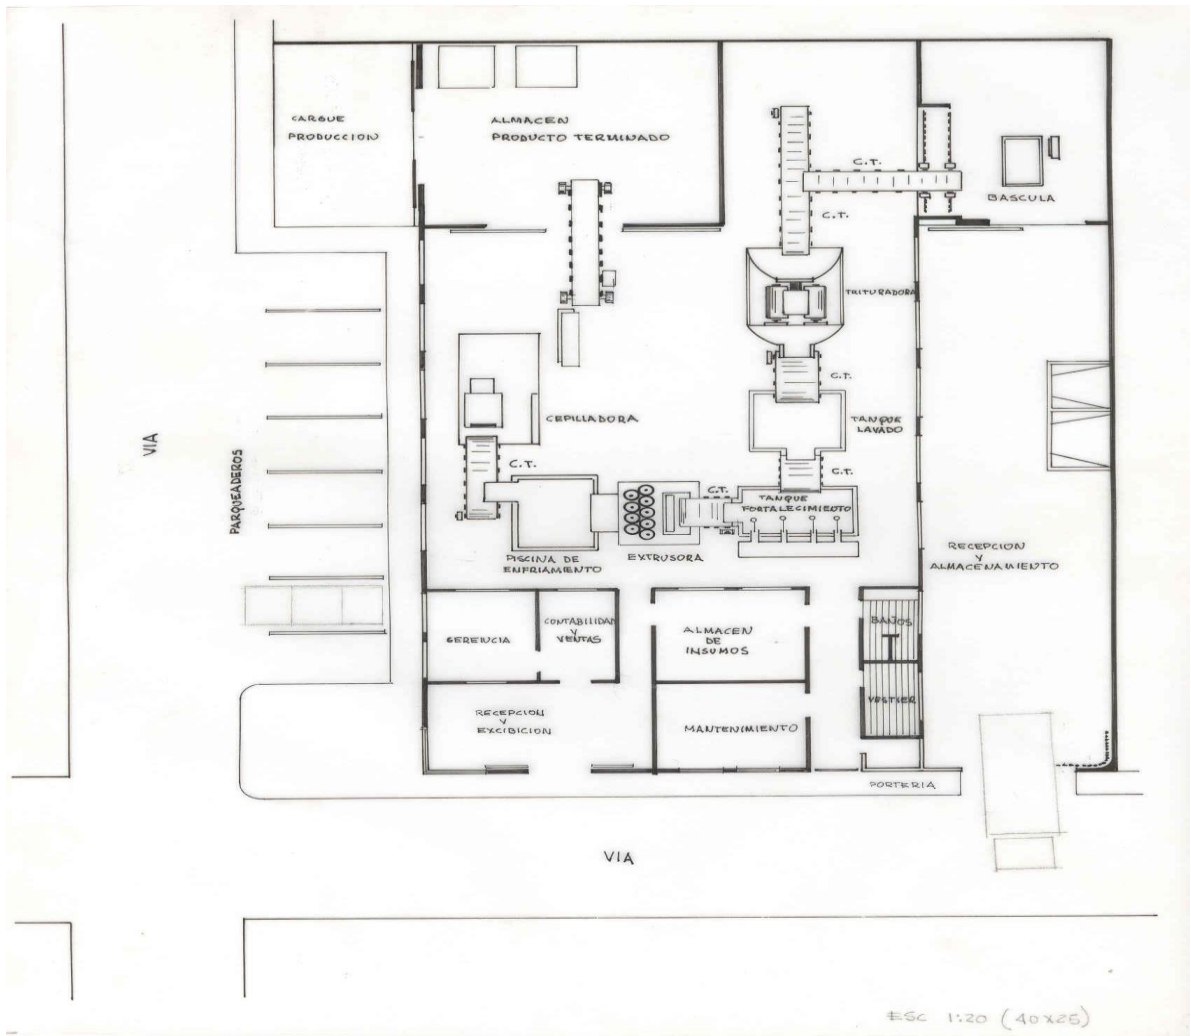 CARGUE
PRODUCCION
ALMACEN
PRODUCTO TERMINADO
C.T.
BASCULA
C.T.
TRITURADORA
C.T.
CEPILLADORA
TANQUE
LAVADO
VIA
PARQUEADEROS
C.T.
C.T.
C.T.
TANQUE
FORTALECIMIENTO
PISCINA DE
ENFRIAMIENTO
EXTRUSORA
RECEPCION
Y
ALMACENAMIENTO
GERENCIA
CONTABILIDAD
Y
VENTAS
ALMACEN
DE
INSUMOS
BAÑOS
VESTIER
RECEPCION
Y
EXCIBICION
MANTENIMIENTO
PORTERIA
VIA
ESC 1:20 (40x25)